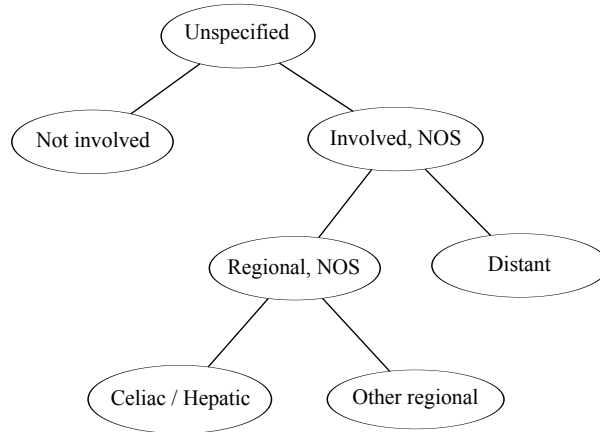 Unspecified
Not involved
Involved, NOS
Regional, NOS
Distant
Celiac / Hepatic
Other regional